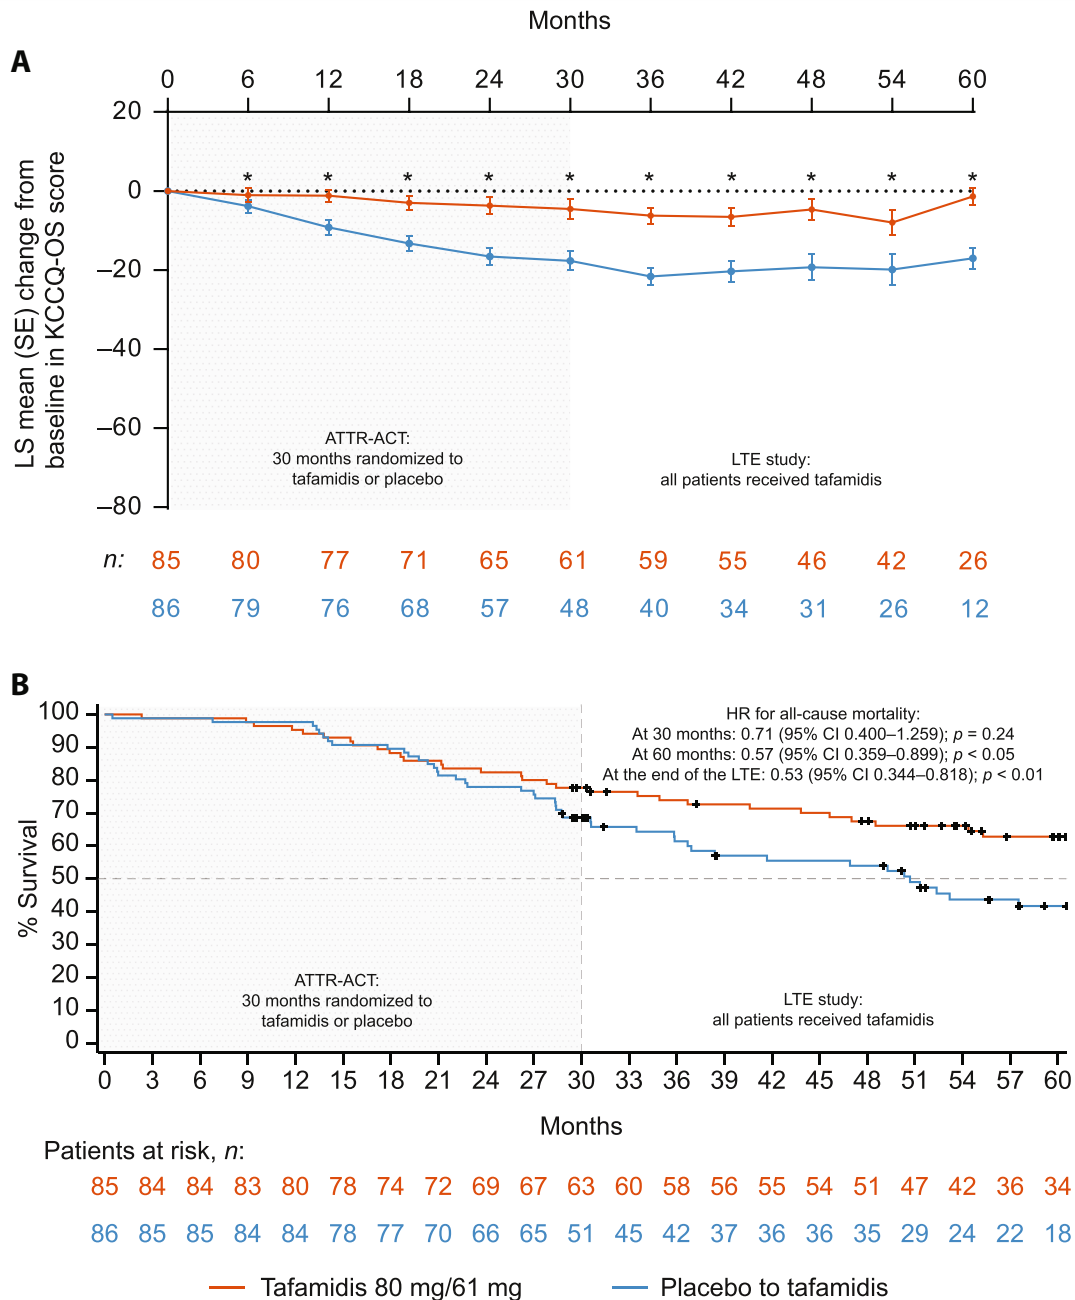 Months
A
0 6 12 18 24 30 36 42 48 54 60
20
0
–20
–40
–60
–80
LS mean (SE) change from
baseline in KCCQ-OS score
* * * * * * * * * *
ATTR-ACT:
30 months randomized to
tafamidis or placebo
LTE study:
all patients received tafamidis
n: 85 80 77 71 65 61 59 55 46 42 26
86 79 76 68 57 48 40 34 31 26 12
B
100
90
80
70
60
50
40
30
20
10
0
% Survival
HR for all-cause mortality:
At 30 months: 0.71 (95% CI 0.400–1.259); p = 0.24
At 60 months: 0.57 (95% CI 0.359–0.899); p < 0.05
At the end of the LTE: 0.53 (95% CI 0.344–0.818); p < 0.01
ATTR-ACT:
30 months randomized to
tafamidis or placebo
LTE study:
all patients received tafamidis
0 3 6 9 12 15 18 21 24 27 30 33 36 39 42 45 48 51 54 57 60
Months
Patients at risk, n:
85 84 84 83 80 78 74 72 69 67 63 60 58 56 55 54 51 47 42 36 34
86 85 85 84 84 78 77 70 66 65 51 45 42 37 36 36 35 29 24 22 18
Tafamidis 80 mg/61 mg
Placebo to tafamidis